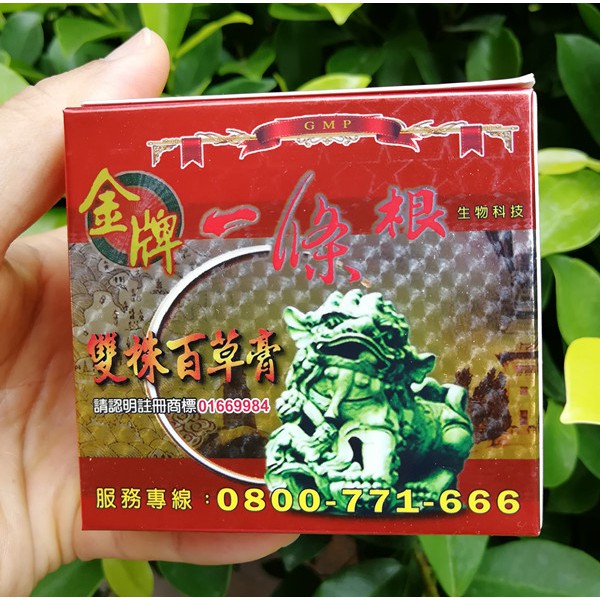 GMP
金牌一條根 生物科技
雙株百草膏
請認明註冊商標01669984
服務專線：0800-771-666